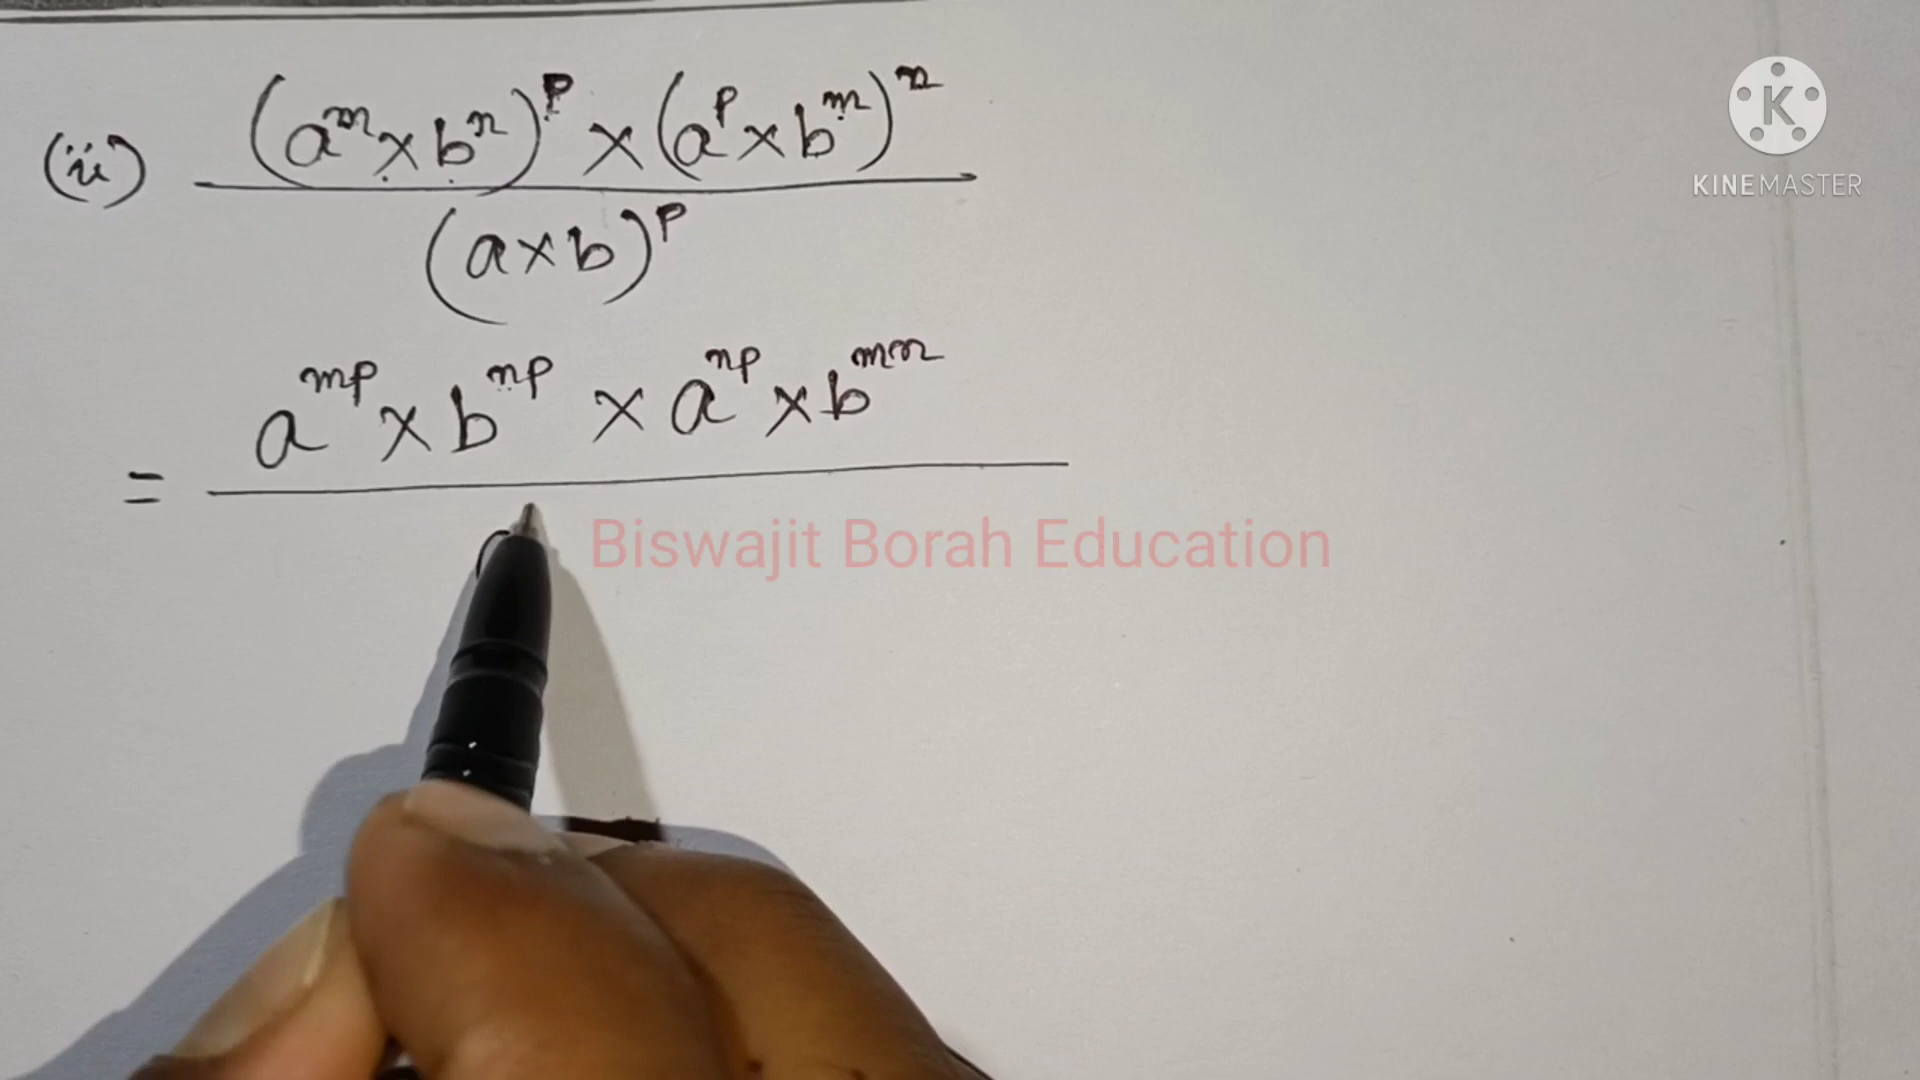 (ii) (a^m × b^n)^p × (a^p × b^m)^n
(a × b)^p
= a^mp × b^np × a^np × b^mn
K
KINEMASTER
Biswajit Borah Education